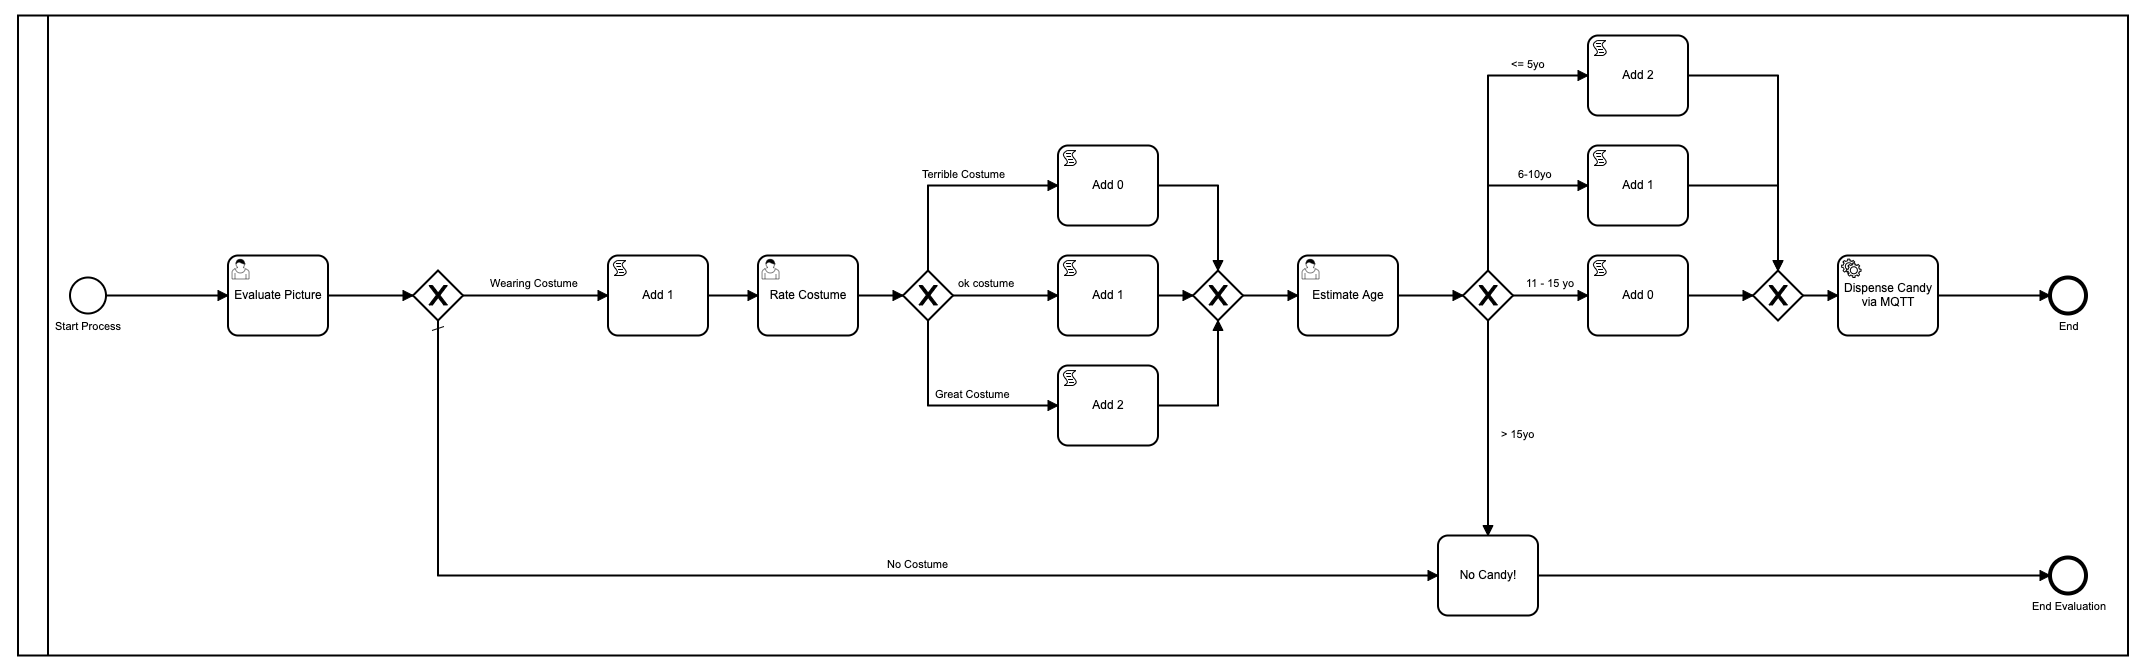 Start Process
Evaluate Picture
Wearing Costume
No Costume
Add 1
Rate Costume
Terrible Costume
ok costume
Great Costume
Add 0
Add 1
Add 2
Estimate Age
<= 5yo
6-10yo
11 - 15 yo
> 15yo
Add 2
Add 1
Add 0
Dispense Candy
via MQTT
End
No Candy!
End Evaluation